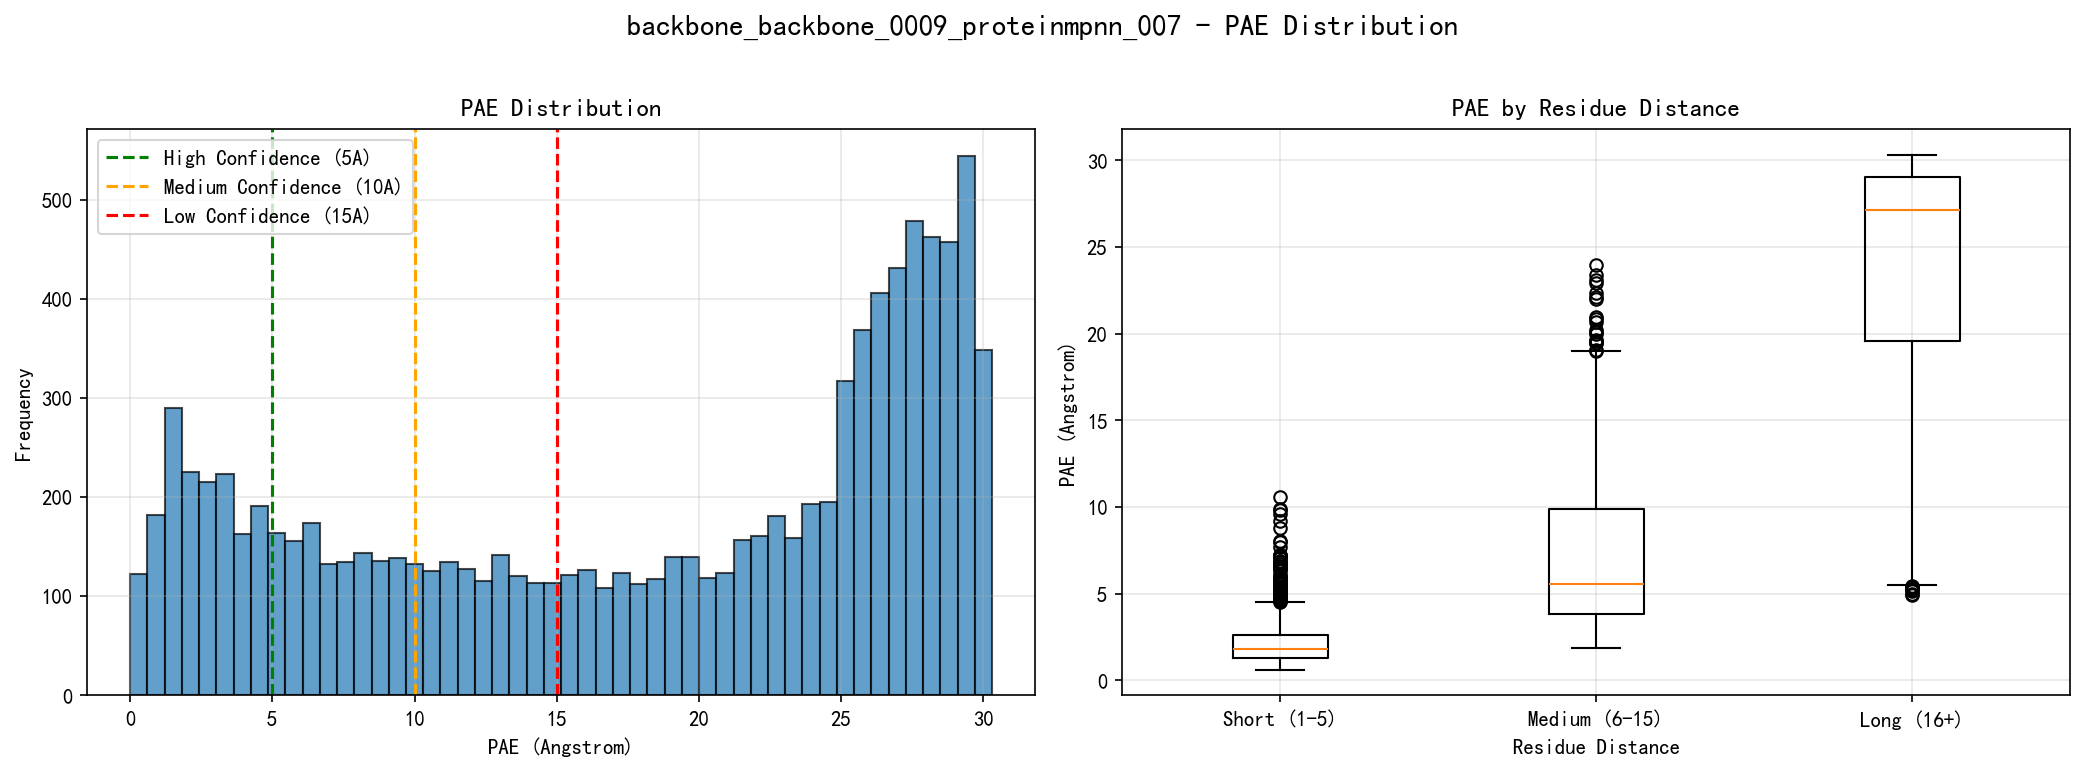 backbone_backbone_0009_proteinmpnn_007 - PAE Distribution
PAE Distribution
High Confidence (5A)
Medium Confidence (10A)
Low Confidence (15A)
Frequency
500
400
300
200
100
0
0 5 10 15 20 25 30
PAE (Angstrom)
PAE by Residue Distance
PAE (Angstrom)
30
25
20
15
10
5
0
Short (1-5) Medium (6-15) Long (16+)
Residue Distance